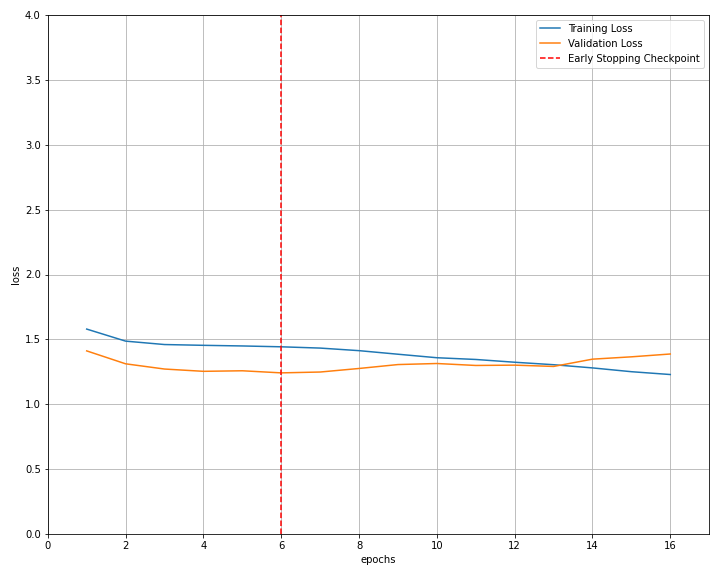 4.0
3.5
3.0
2.5
2.0
1.5
1.0
0.5
0.0
loss
Training Loss
Validation Loss
Early Stopping Checkpoint
0 2 4 6 8 10 12 14 16
epochs